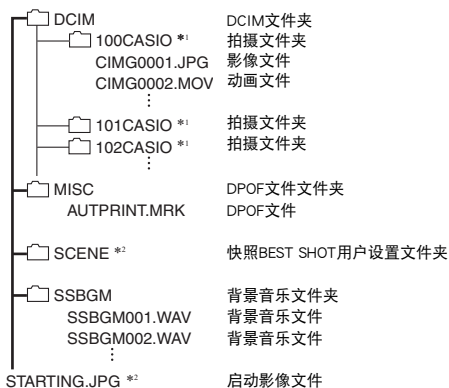 DCIM DCIM文件夹
100CASIO *1 拍摄文件夹
CIMG0001.JPG 影像文件
CIMG0002.MOV 动画文件
101CASIO *1 拍摄文件夹
102CASIO *1 拍摄文件夹
MISC DPOF文件文件夹
AUTPRINT.MRK DPOF文件
SCENE *2 快照BEST SHOT用户设置文件夹
SSBGM 背景音乐文件夹
SSBGM001.WAV 背景音乐文件
SSBGM002.WAV 背景音乐文件
STARTING.JPG *2 启动影像文件